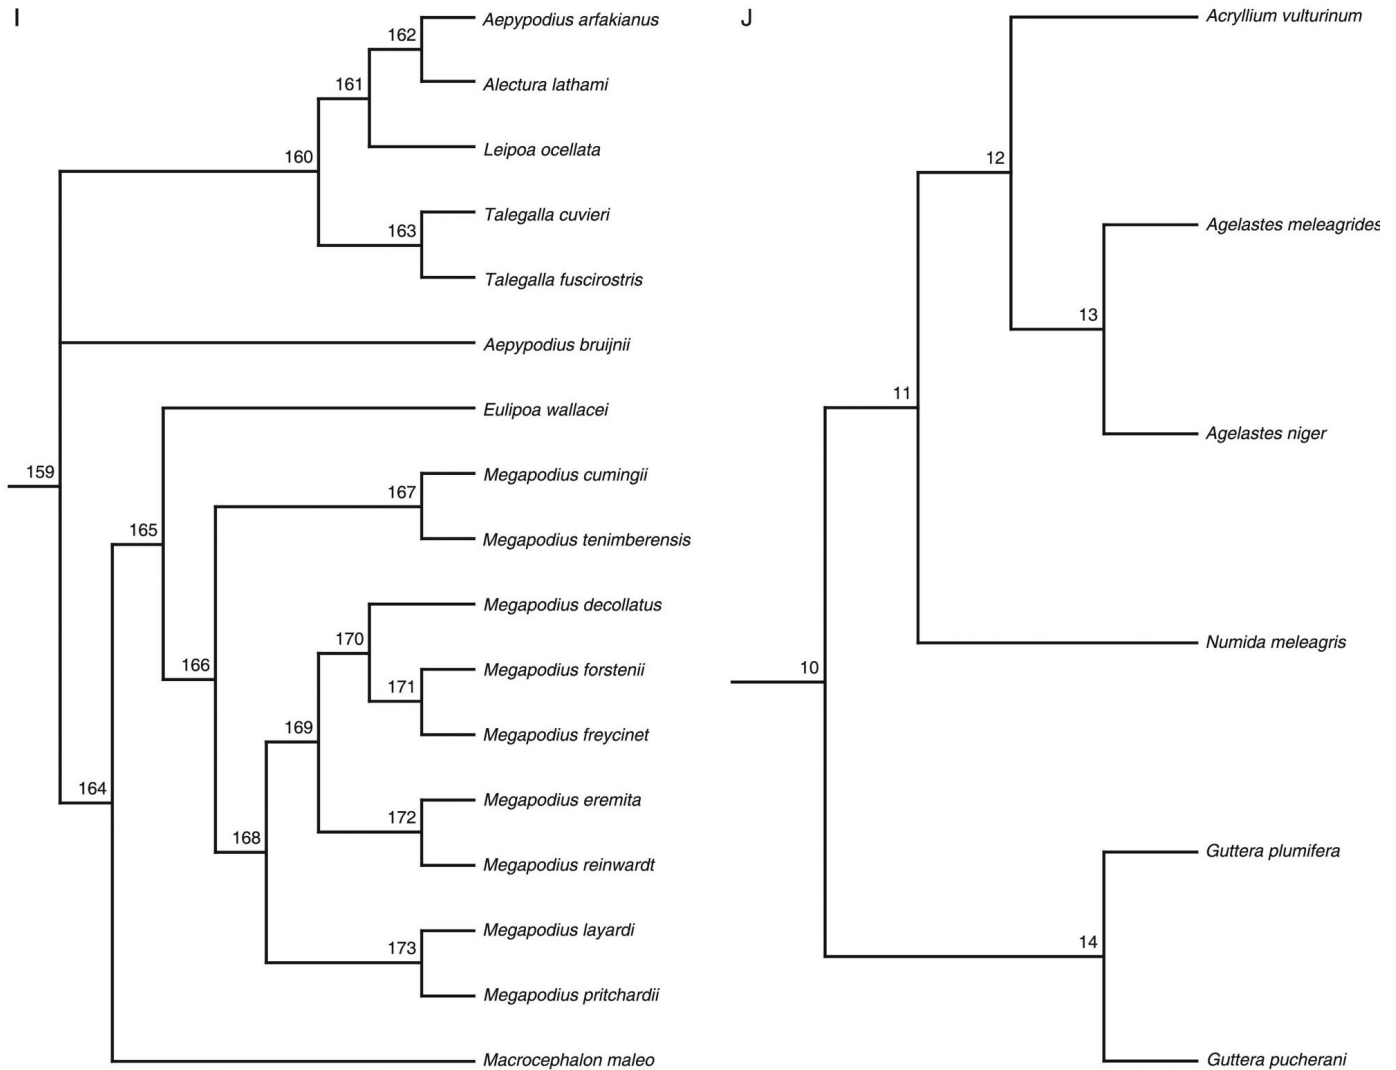 I
Aepypodius arfakianus
162
Alectura lathami
161
Leipoa ocellata
160
Talegalla cuvieri
163
Talegalla fuscirostris
Aepypodius bruijnii
Eulipoa wallacei
159
Megapodius cumingii
167
Megapodius tenimberensis
165
Megapodius decollatus
170
Megapodius forstenii
166
171
Megapodius freycinet
169
164
Megapodius eremita
172
168
Megapodius reinwardt
Megapodius layardi
173
Megapodius pritchardii
Macrocephalon maleo
J
Acryllium vulturinum
12
Agelastes meleagrides
13
11
Agelastes niger
Numida meleagris
10
Guttera plumifera
14
Guttera pucherani